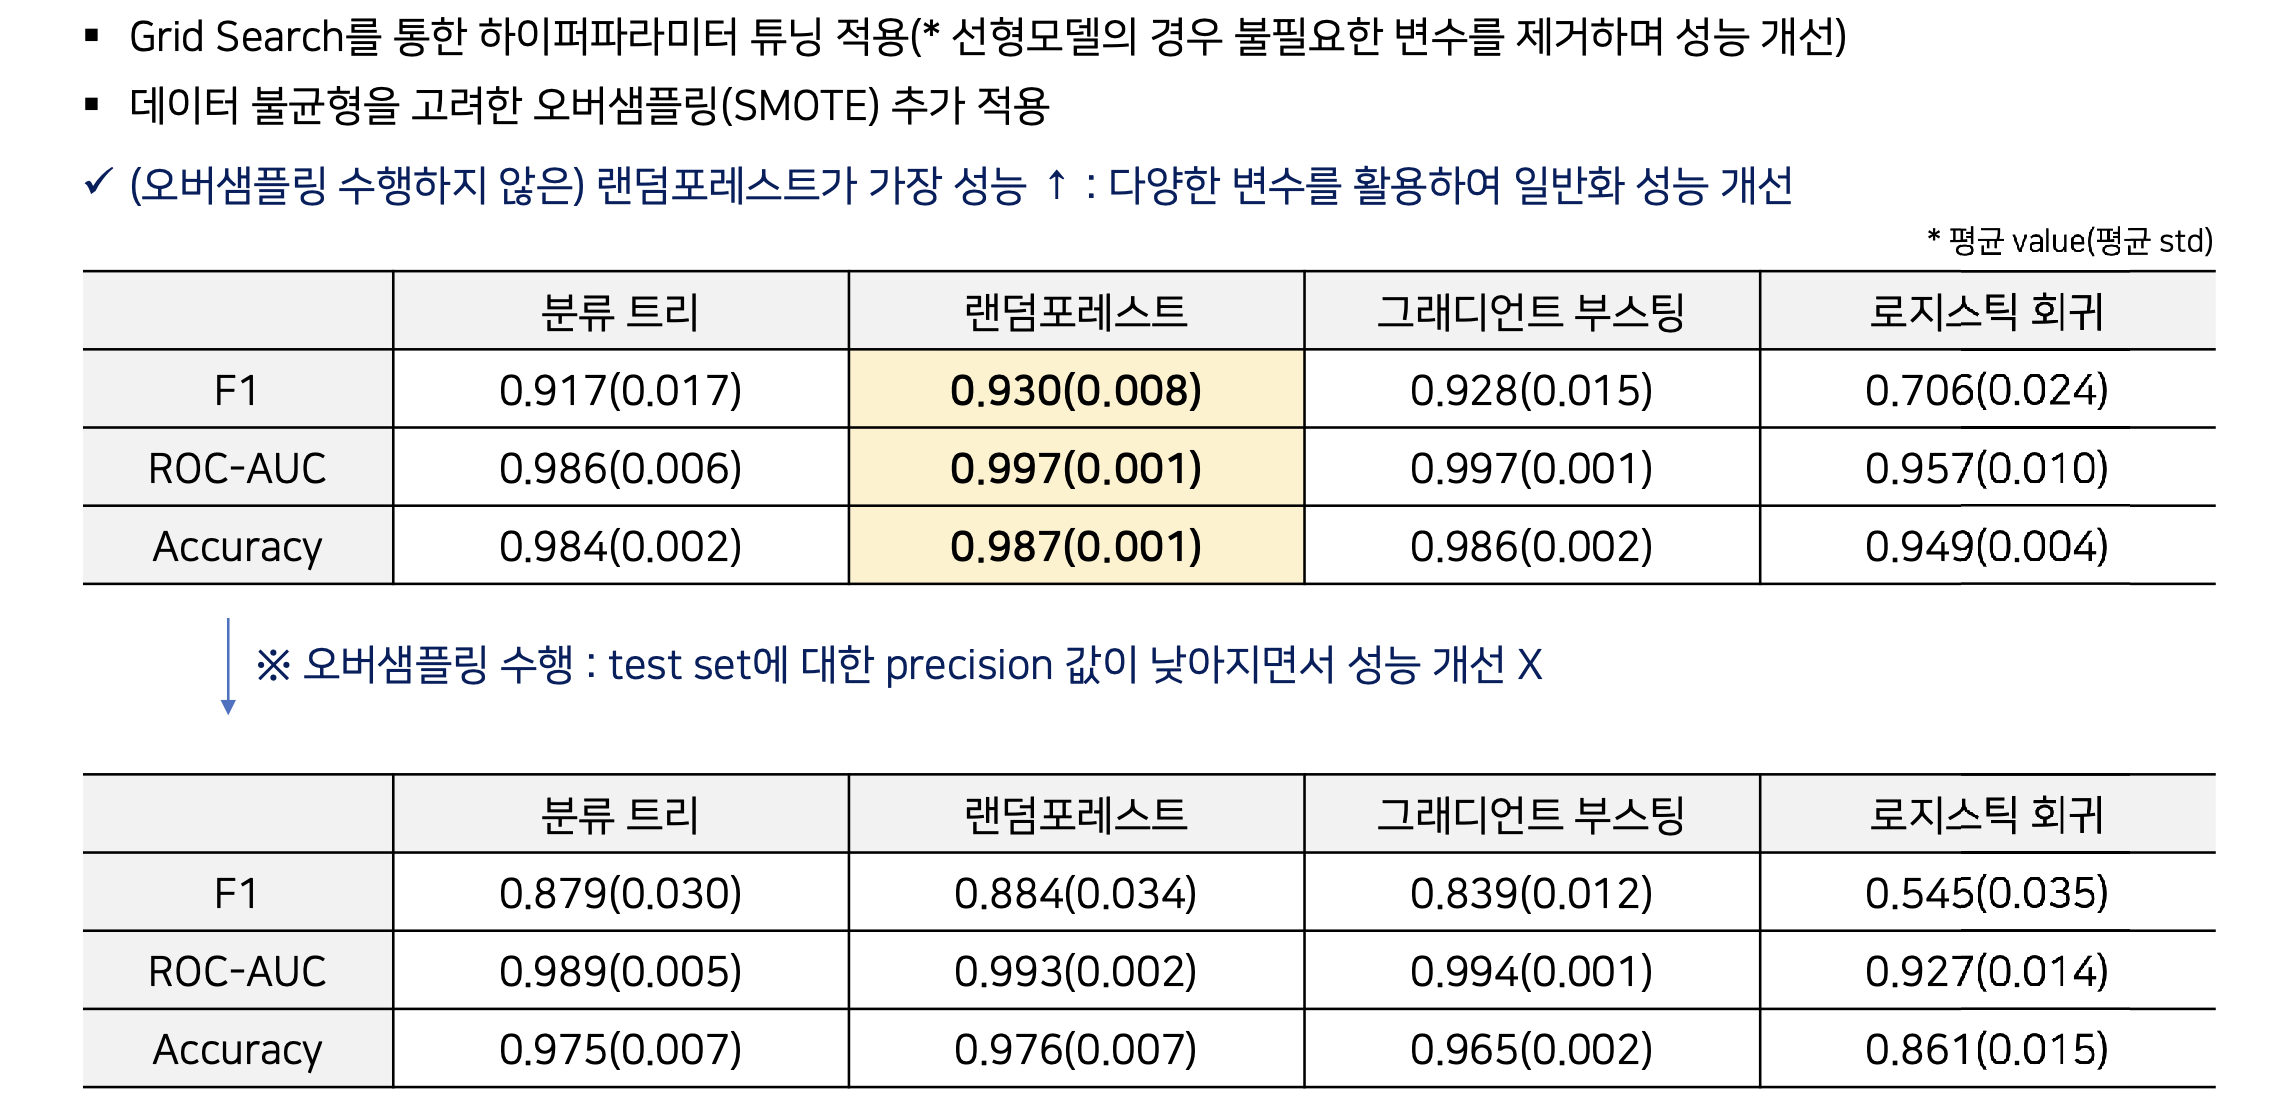 ▪ Grid Search를 통한 하이퍼파라미터 튜닝 적용(* 선형모델의 경우 불필요한 변수를 제거하며 성능 개선)
▪ 데이터 불균형을 고려한 오버샘플링(SMOTE) 추가 적용
✓ (오버샘플링 수행하지 않은) 랜덤포레스트가 가장 성능 ↑ : 다양한 변수를 활용하여 일반화 성능 개선
* 평균 value(평균 std)
분류 트리 랜덤포레스트 그래디언트 부스팅 로지스틱 회귀
F1 0.917(0.017) 0.930(0.008) 0.928(0.015) 0.706(0.024)
ROC-AUC 0.986(0.006) 0.997(0.001) 0.997(0.001) 0.957(0.010)
Accuracy 0.984(0.002) 0.987(0.001) 0.986(0.002) 0.949(0.004)
※ 오버샘플링 수행 : test set에 대한 precision 값이 낮아지면서 성능 개선 X
분류 트리 랜덤포레스트 그래디언트 부스팅 로지스틱 회귀
F1 0.879(0.030) 0.884(0.034) 0.839(0.012) 0.545(0.035)
ROC-AUC 0.989(0.005) 0.993(0.002) 0.994(0.001) 0.927(0.014)
Accuracy 0.975(0.007) 0.976(0.007) 0.965(0.002) 0.861(0.015)